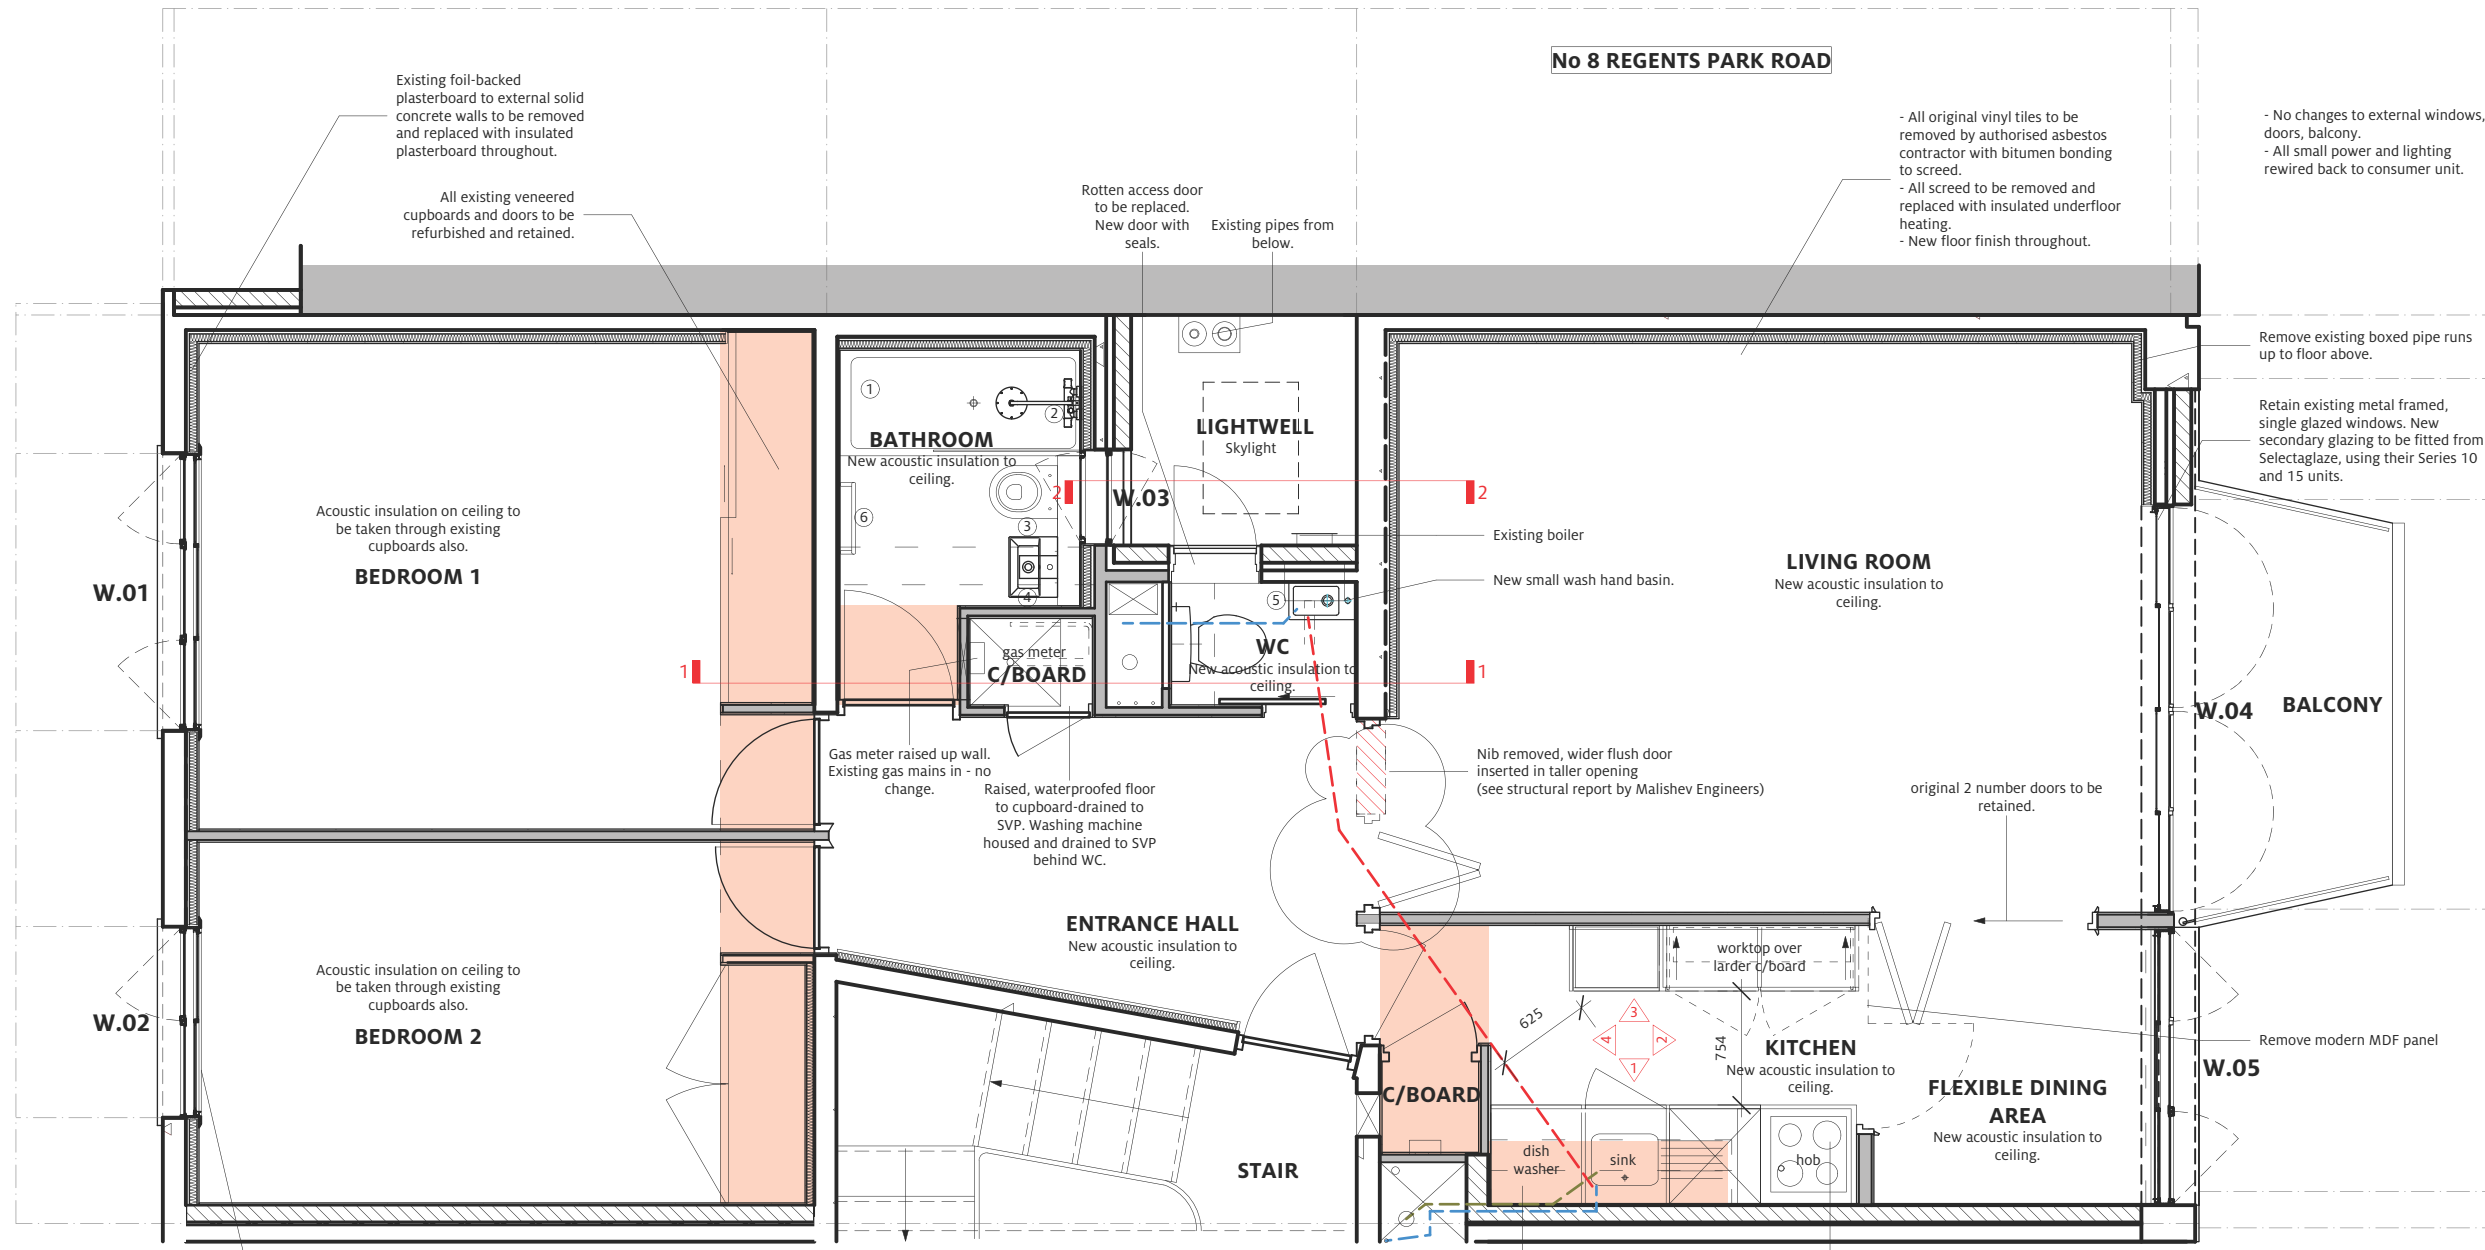 No 8 REGENTS PARK ROAD
Existing foil-backed
plasterboard to external solid
concrete walls to be removed
and replaced with insulated
plasterboard throughout.
All existing veneered
cupboards and doors to be
refurbished and retained.
Rotten access door
to be replaced.
New door with
seals.
Existing pipes from
below.
- All original vinyl tiles to be
removed by authorised asbestos
contractor with bitumen bonding
to screed.
- All screed to be removed and
replaced with insulated underfloor
heating.
- New floor finish throughout.
- No changes to external windows,
doors, balcony.
- All small power and lighting
rewired back to consumer unit.
Remove existing boxed pipe runs
up to floor above.
Retain existing metal framed,
single glazed windows. New
secondary glazing to be fitted from
Selectaglaze, using their Series 10
and 15 units.
1
2
BATHROOM
New acoustic insulation to
ceiling.
6
3
4
LIGHTWELL
Skylight
2
W.03
2
Existing boiler
New small wash hand basin.
5
Acoustic insulation on ceiling to
be taken through existing
cupboards also.
BEDROOM 1
W.01
LIVING ROOM
New acoustic insulation to
ceiling.
gas meter
C/BOARD
WC
New acoustic insulation to
ceiling.
1
1
W.04
BALCONY
Gas meter raised up wall.
Existing gas mains in - no
change.
Raised, waterproofed floor
to cupboard-drained to
SVP. Washing machine
housed and drained to SVP
behind WC.
Nib removed, wider flush door
inserted in taller opening
(see structural report by Malishev Engineers)
original 2 number doors to be
retained.
ENTRANCE HALL
New acoustic insulation to
ceiling.
worktop over
larder c/board
Acoustic insulation on ceiling to
be taken through existing
cupboards also.
BEDROOM 2
W.02
625
3
4
2
1
754
KITCHEN
New acoustic insulation to
ceiling.
Remove modern MDF panel
W.05
C/BOARD
FLEXIBLE DINING
AREA
New acoustic insulation to
ceiling.
STAIR
dish
washer
sink
hob